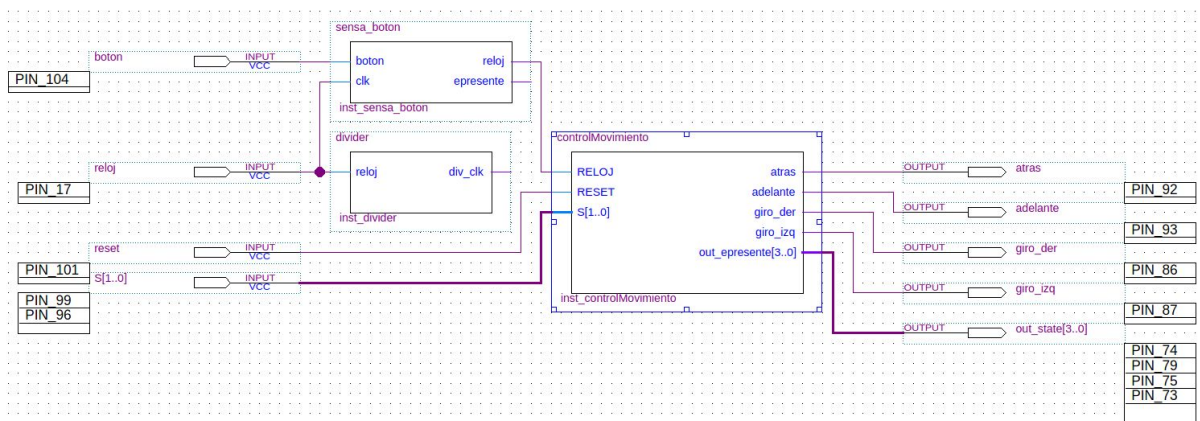 sensa_boton
boton
INPUT
VCC
PIN_104
boton
reloj
clk
epresente
inst_sensa_boton
divider
reloj
INPUT
VCC
PIN_17
reloj
div_clk
inst_divider
controlMovimiento
RELOJ
atras
RESET
adelante
S[1..0]
giro_der
giro_izq
out_epresente[3..0]
inst_controlMovimiento
reset
INPUT
VCC
PIN_101
S[1..0]
INPUT
VCC
PIN_99
PIN_96
OUTPUT
atras
PIN_92
OUTPUT
adelante
PIN_93
OUTPUT
giro_der
PIN_86
OUTPUT
giro_izq
PIN_87
OUTPUT
out_state[3..0]
PIN_74
PIN_79
PIN_75
PIN_73